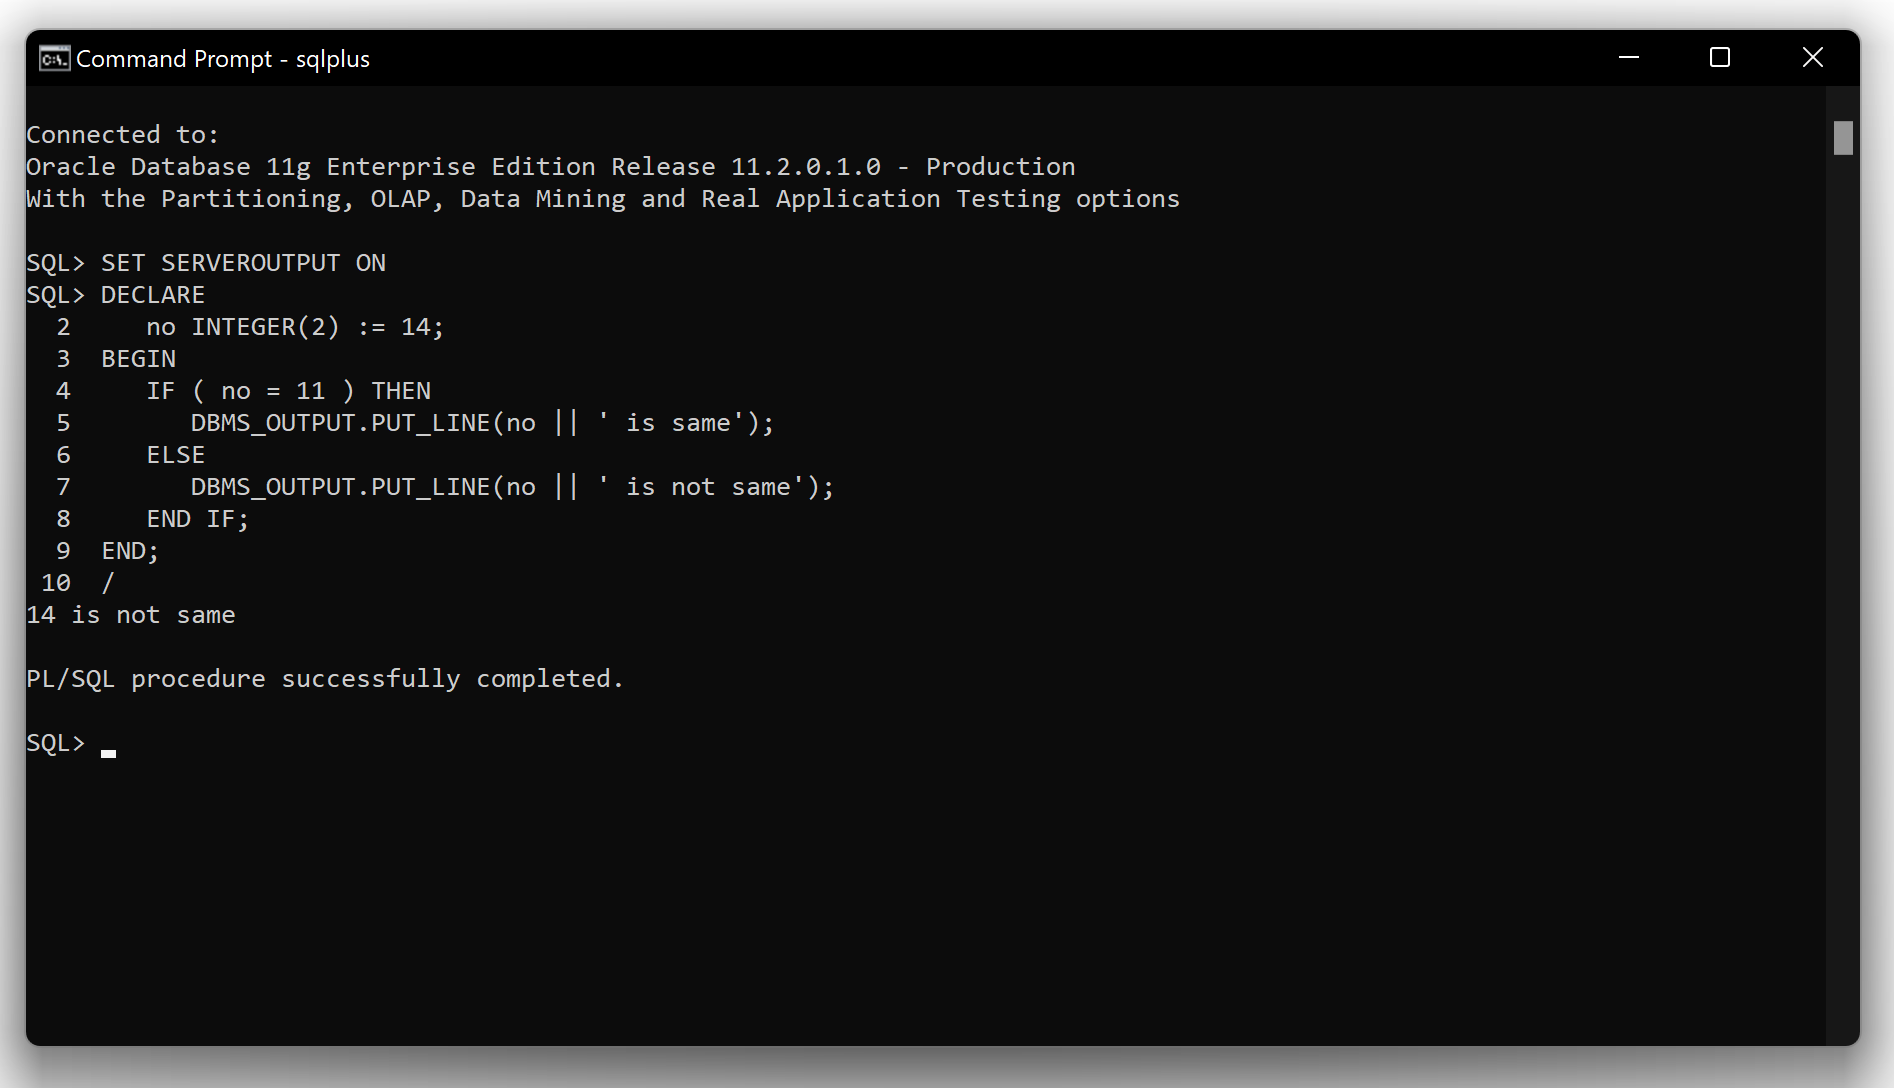 Command Prompt - sqlplus
Connected to:
Oracle Database 11g Enterprise Edition Release 11.2.0.1.0 - Production
With the Partitioning, OLAP, Data Mining and Real Application Testing options
SQL> SET SERVEROUTPUT ON
SQL> DECLARE
  2     no INTEGER(2) := 14;
  3  BEGIN
  4     IF ( no = 11 ) THEN
  5        DBMS_OUTPUT.PUT_LINE(no || ' is same');
  6     ELSE
  7        DBMS_OUTPUT.PUT_LINE(no || ' is not same');
  8     END IF;
  9  END;
 10  /
14 is not same
PL/SQL procedure successfully completed.
SQL>